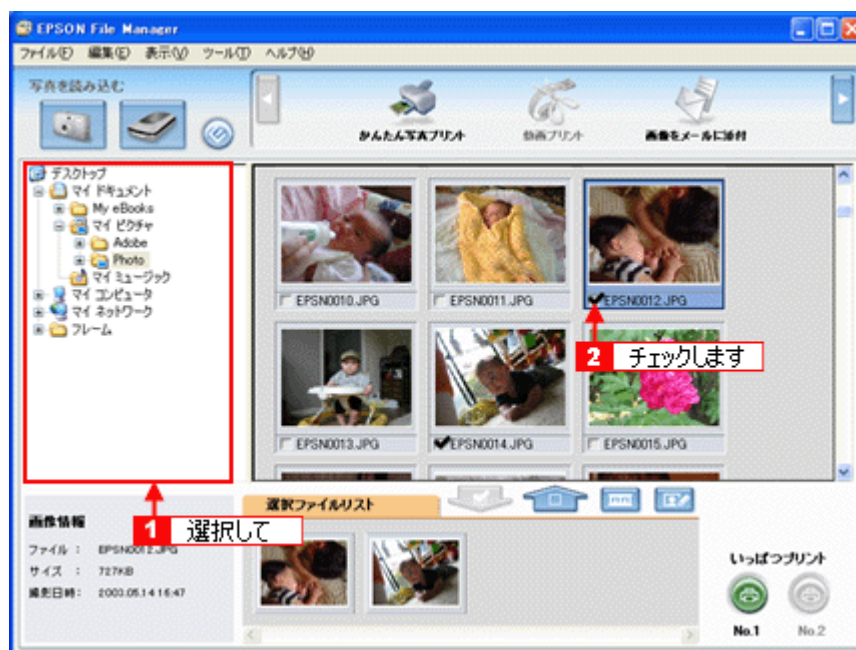 EPSON File Manager
ファイル(F) 編集(E) 表示(V) ツール(T) ヘルプ(H)
写真を読み込む
かんたん写真プリント 動画プリント 画像をメールに添付
デスクトップ
マイ ドキュメント
My eBooks
マイ ピクチャ
Adobe
Photo
マイ ミュージック
マイ コンピュータ
マイ ネットワーク
フレーム
EPSN0010.JPG EPSN0011.JPG EPSN0012.JPG
2 チェックします
EPSN0013.JPG EPSN0014.JPG EPSN0015.JPG
1 選択して
選択ファイルリスト
画像情報
ファイル : EPSN0012.JPG
サイズ : 727KB
撮影日時: 2003.05.14 16:47
いっぱつプリント
No.1 No.2